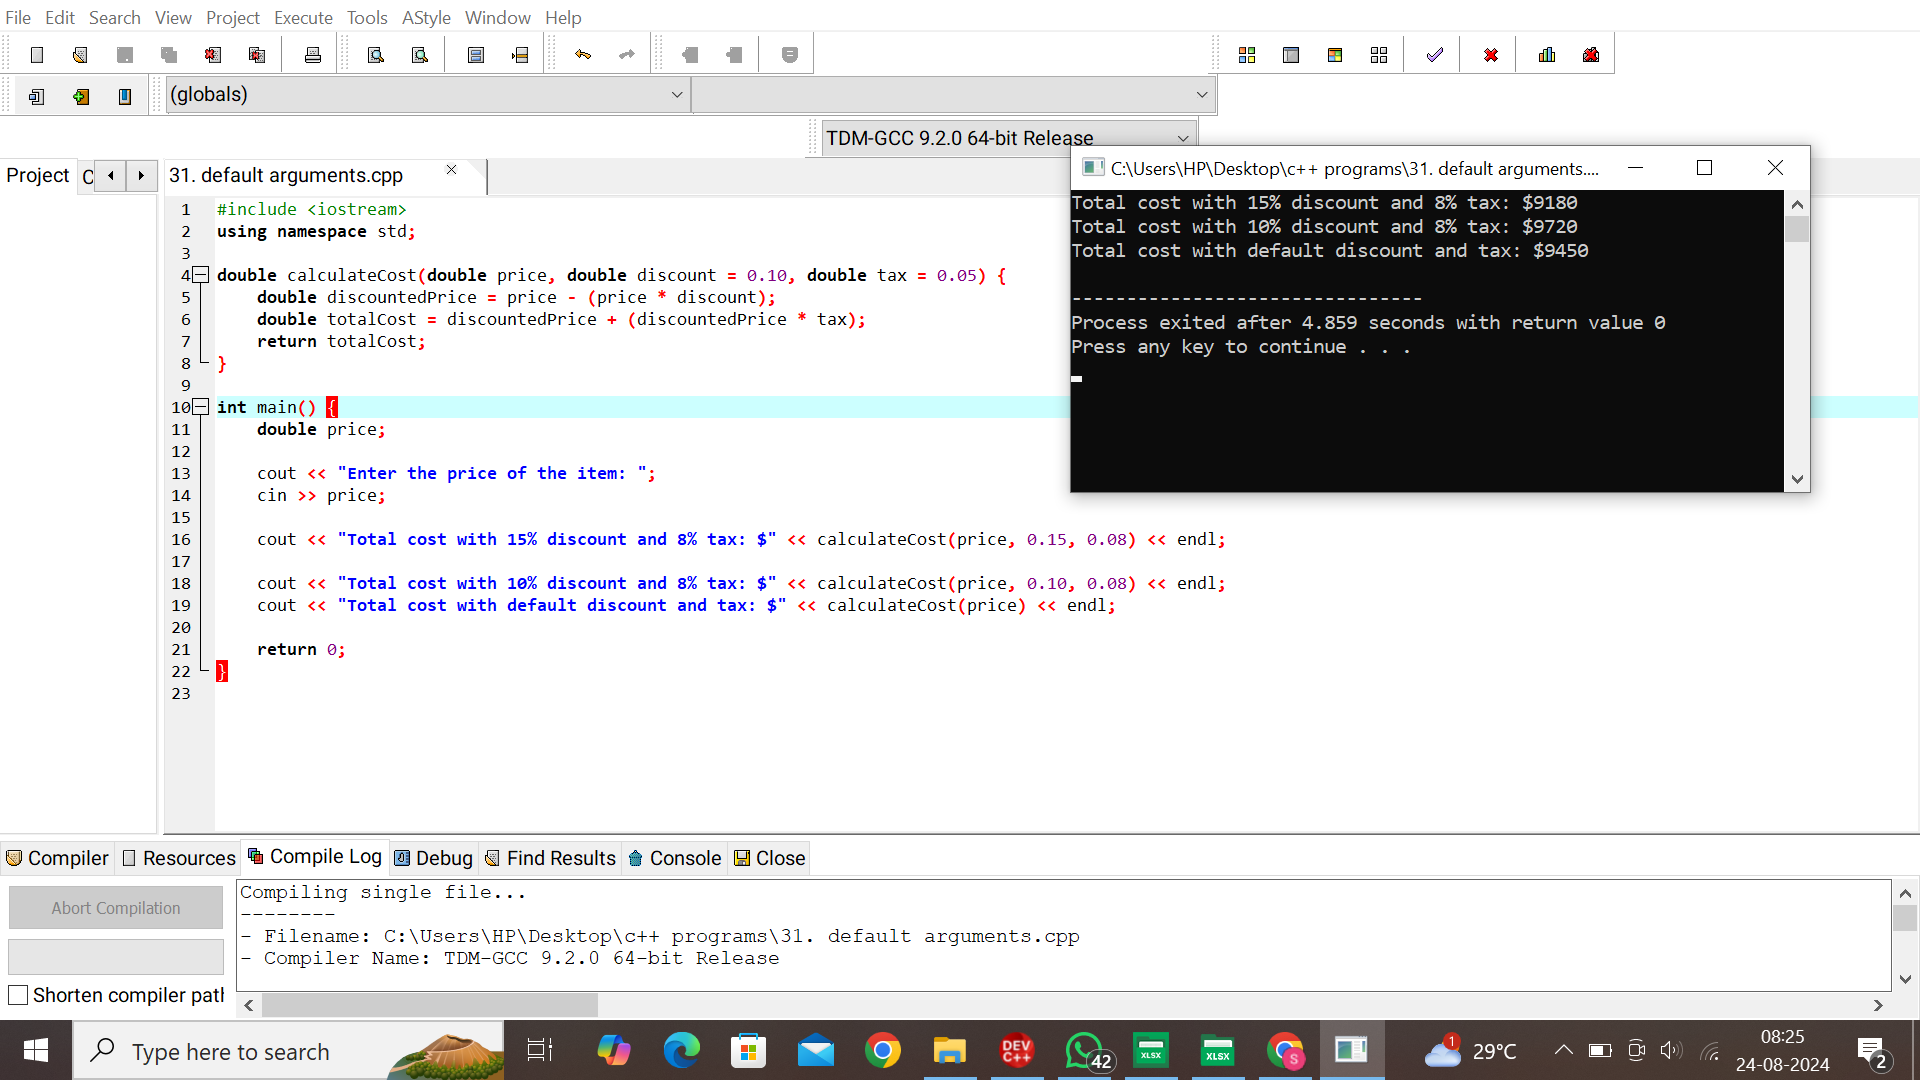 File Edit Search View Project Execute Tools AStyle Window Help
(globals)
TDM-GCC 9.2.0 64-bit Release
Project
31. default arguments.cpp
1 #include <iostream>
2 using namespace std;
3
4 double calculateCost(double price, double discount = 0.10, double tax = 0.05) {
5 double discountedPrice = price - (price * discount);
6 double totalCost = discountedPrice + (discountedPrice * tax);
7 return totalCost;
8 }
9
10 int main() {
11 double price;
12
13 cout << "Enter the price of the item: ";
14 cin >> price;
15
16 cout << "Total cost with 15% discount and 8% tax: $" << calculateCost(price, 0.15, 0.08) << endl;
17
18 cout << "Total cost with 10% discount and 8% tax: $" << calculateCost(price, 0.10, 0.08) << endl;
19 cout << "Total cost with default discount and tax: $" << calculateCost(price) << endl;
20
21 return 0;
22 }
23
C:\Users\HP\Desktop\c++ programs\31. default arguments....
Total cost with 15% discount and 8% tax: $9180
Total cost with 10% discount and 8% tax: $9720
Total cost with default discount and tax: $9450
--------------------------------
Process exited after 4.859 seconds with return value 0
Press any key to continue . . .
Compiler Resources Compile Log Debug Find Results Console Close
Abort Compilation
Shorten compiler path
Compiling single file...
--------
- Filename: C:\Users\HP\Desktop\c++ programs\31. default arguments.cpp
- Compiler Name: TDM-GCC 9.2.0 64-bit Release
Type here to search
DEV C++
42
XLSX
XLSX
S
1
29°C
08:25
24-08-2024
2